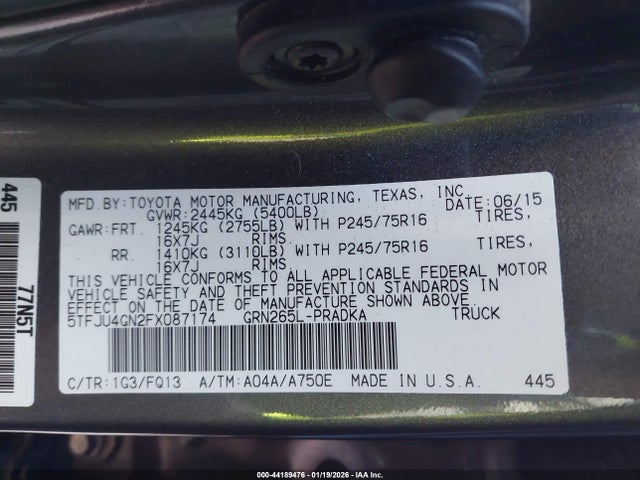 MFD.BY:TOYOTA MOTOR MANUFACTURING, TEXAS, INC.
GVWR:2445KG (5400LB) DATE:06/15
GAWR:FRT. 1245KG (2755LB) WITH P245/75R16 TIRES,
16X7J RIMS
RR. 1410KG (3110LB) WITH P245/75R16 TIRES,
16X7J RIMS
THIS VEHICLE CONFORMS TO ALL APPLICABLE FEDERAL MOTOR
VEHICLE SAFETY AND THEFT PREVENTION STANDARDS IN
EFFECT ON THE DATE OF MANUFACTURE SHOWN ABOVE.
5TFJU4GN2FX087174 GRN265L-PRADKA TRUCK
C/TR:1G3/FQ13 A/TM:A04A/A750E MADE IN U.S.A. 445
445
77N5T
000-44189476 - 01/19/2026 - IAA Inc.